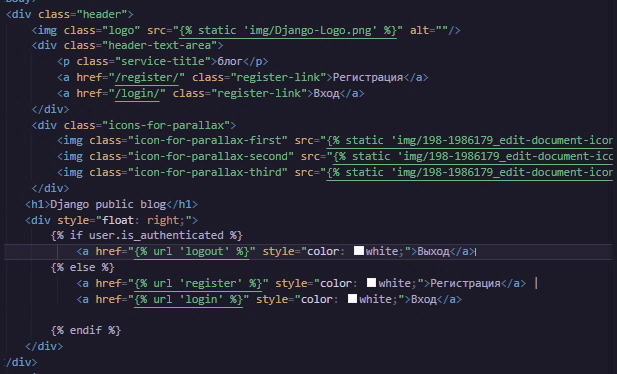 body>
<div class="header">
<img class="logo" src="{% static 'img/Django-Logo.png' %}" alt=""/>
<div class="header-text-area">
<p class="service-title">блог</p>
<a href="/register/" class="register-link">Регистрация</a>
<a href="/login/" class="register-link">Вход</a>
</div>
<div class="icons-for-parallax">
<img class="icon-for-parallax-first" src="{% static 'img/198-1986179_edit-document-icon
<img class="icon-for-parallax-second" src="{% static 'img/198-1986179_edit-document-icc
<img class="icon-for-parallax-third" src="{% static 'img/198-1986179_edit-document-icon
</div>
<h1>Django public blog</h1>
<div style="float: right;">
{% if user.is_authenticated %}
<a href="{% url 'logout' %}" style="color: white;">Выход</a>
{% else %}
<a href="{% url 'register' %}" style="color: white;">Регистрация</a> |
<a href="{% url 'login' %}" style="color: white;">Вход</a>
{% endif %}
</div>
/div>